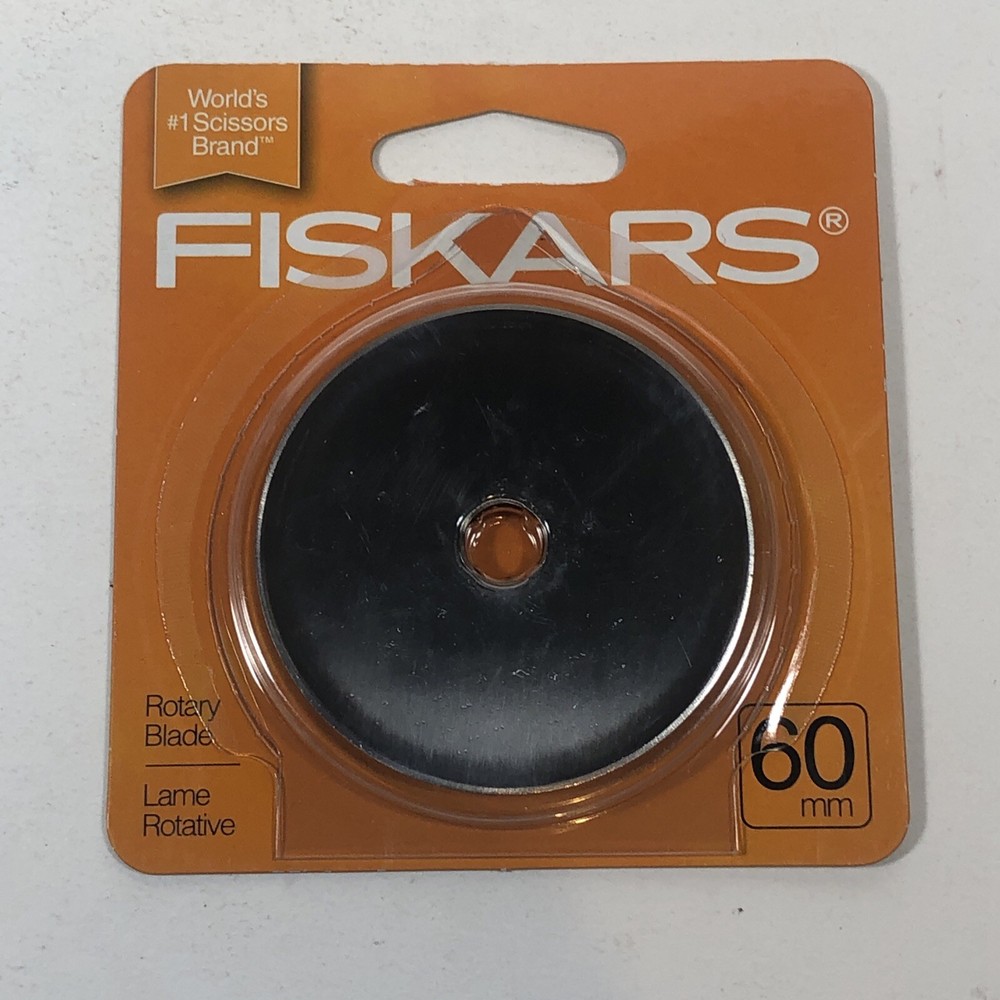 World's
#1 Scissors
Brand™
FISKARS®
Rotary
Blade
Lame
Rotative
60
mm